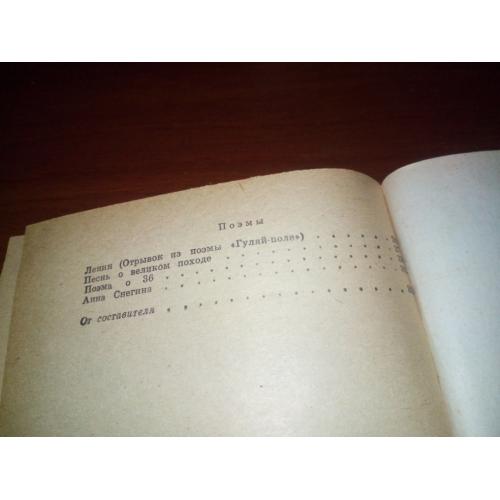 Поэмы
Ленин (Отрывок из поэмы «Гуляй-поле»)
Песнь о великом походе
Поэма о 36
Анна Снегина
От составителя